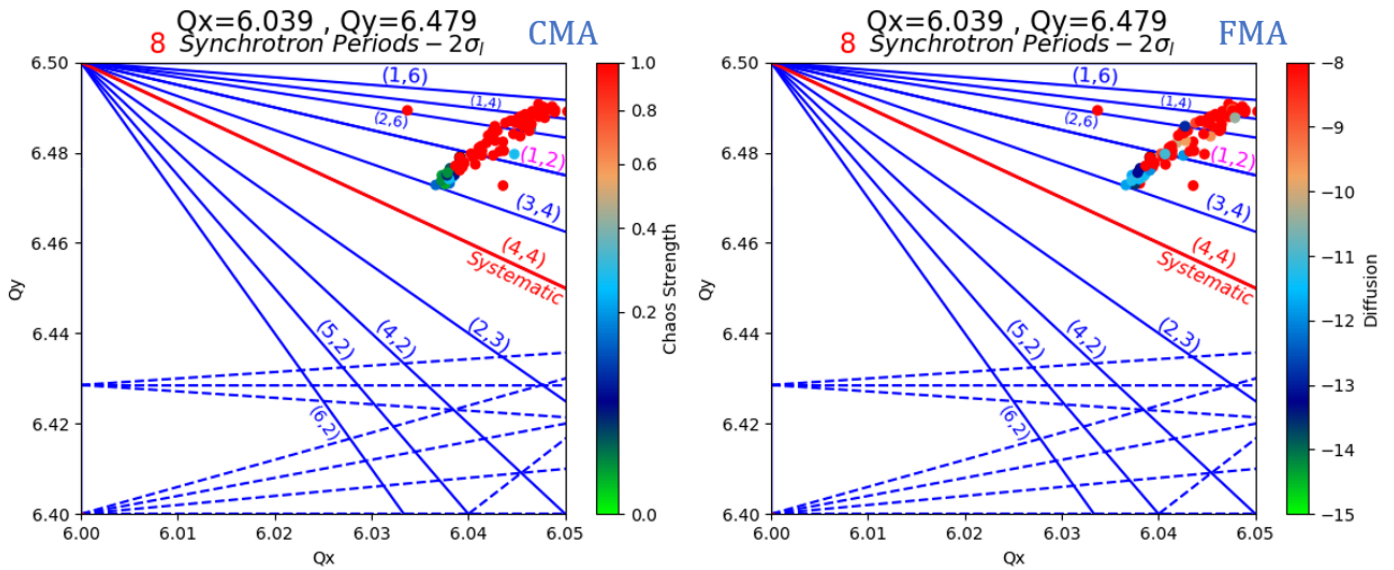 Qx=6.039 , Qy=6.479
8 Synchrotron Periods − 2σ_l
CMA
6.50
6.48
6.46
6.44
6.42
6.40
Qy
(1,6)
(1,4)
(2,6)
(1,2)
(3,4)
(4,4)
Systematic
(2,3)
(4,2)
(5,2)
(6,2)
6.00 6.01 6.02 6.03 6.04 6.05
Qx
1.0
0.8
0.6
0.4
0.2
0.0
Chaos Strength
Qx=6.039 , Qy=6.479
8 Synchrotron Periods − 2σ_l
FMA
6.50
6.48
6.46
6.44
6.42
6.40
Qy
(1,6)
(1,4)
(2,6)
(1,2)
(3,4)
(4,4)
Systematic
(2,3)
(4,2)
(5,2)
(6,2)
6.00 6.01 6.02 6.03 6.04 6.05
Qx
−8
−9
−10
−11
−12
−13
−14
−15
Diffusion